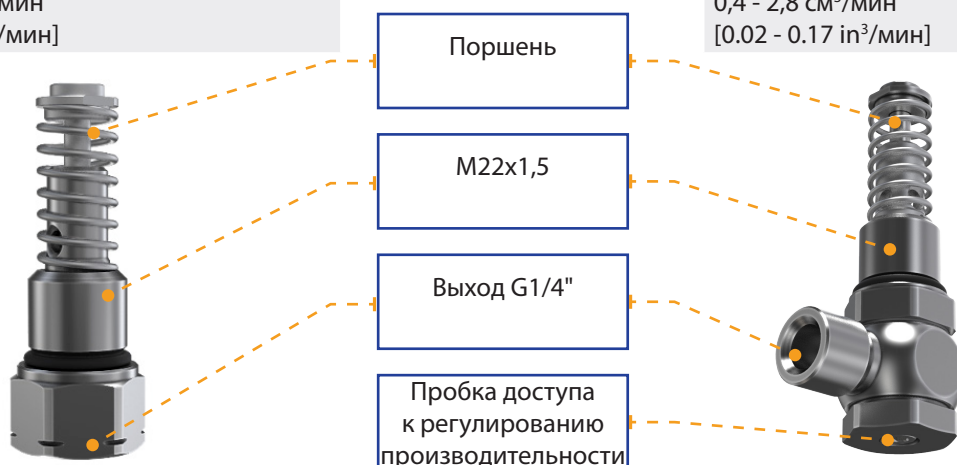 мин
/мин]
0,4 - 2,8 см³/мин
[0.02 - 0.17 in³/мин]
Поршень
M22x1,5
Выход G1/4"
Пробка доступа
к регулированию
производительности